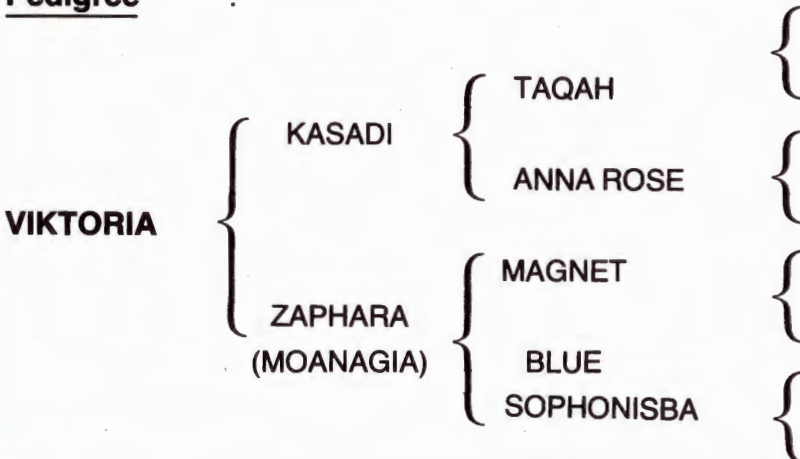 Pedigree
TAQAH
KASADI
ANNA ROSE
VIKTORIA
MAGNET
ZAPHARA
(MOANAGIA)
BLUE
SOPHONISBA